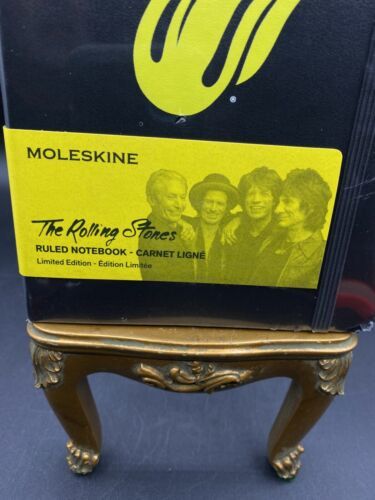 ®
MOLESKINE
The Rolling Stones
RULED NOTEBOOK - CARNET LIGNÉ
Limited Edition - Édition Limitée